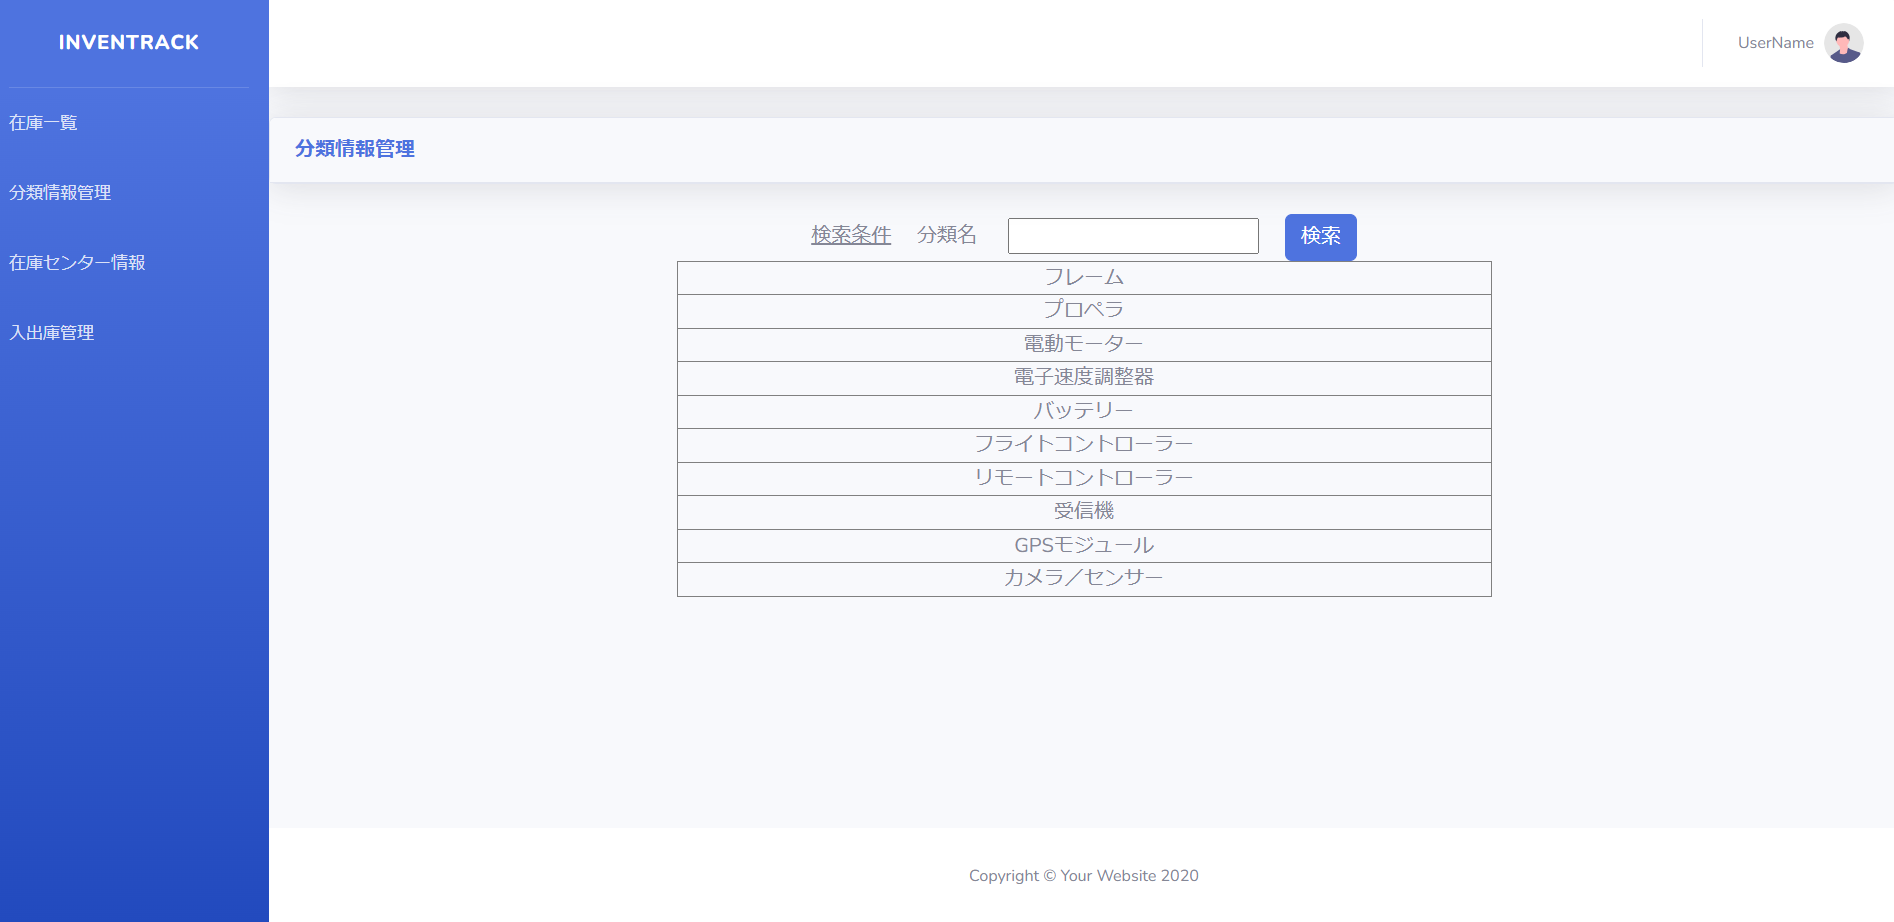 INVENTRACK
UserName
在庫一覧
分類情報管理
在庫センター情報
入出庫管理
分類情報管理
検索条件 分類名 検索
フレーム
プロペラ
電動モーター
電子速度調整器
バッテリー
フライトコントローラー
リモートコントローラー
受信機
GPSモジュール
カメラ／センサー
Copyright © Your Website 2020